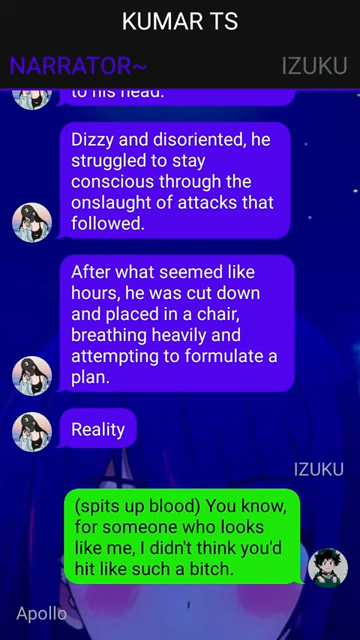 KUMAR TS
NARRATOR~
IZUKU
to his head.
Dizzy and disoriented, he
struggled to stay
conscious through the
onslaught of attacks that
followed.
After what seemed like
hours, he was cut down
and placed in a chair,
breathing heavily and
attempting to formulate a
plan.
Reality
IZUKU
(spits up blood) You know,
for someone who looks
like me, I didn't think you'd
hit like such a bitch.
Apollo